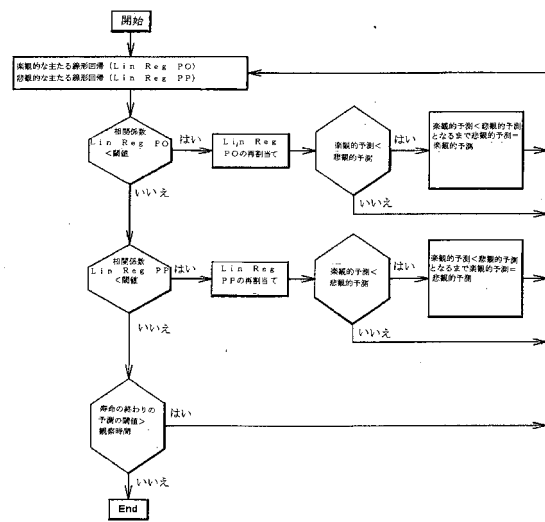 開始
楽観的な主たる線形回帰 (Lin Reg PO)
悲観的な主たる線形回帰 (Lin Reg PP)
相関係数
Lin Reg PO
<閾値
はい
Lin Reg
POの再割当て
楽観的予測<
悲観的予測
はい
楽観的予測<悲観的予測
となるまで悲観的予測=
楽観的予測
いいえ
いいえ
相関係数
Lin Reg PP
<閾値
はい
Lin Reg
PPの再割当て
楽観的予測<
悲観的予測
はい
楽観的予測<悲観的予測
となるまで楽観的予測=
悲観的予測
いいえ
いいえ
寿命の終わりの
予測の閾値>
観察時間
はい
いいえ
End